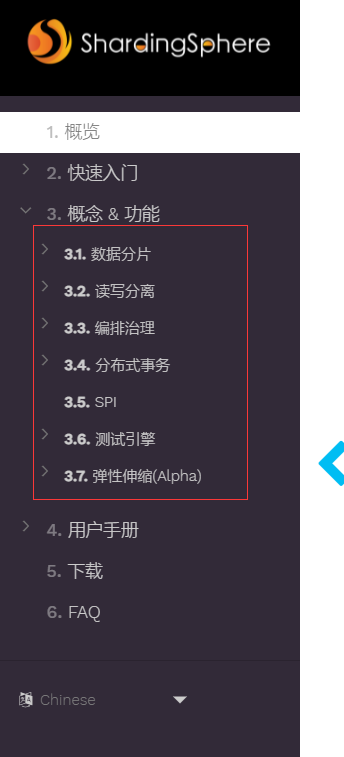 ShardingSphere
1. 概览
2. 快速入门
3. 概念 & 功能
3.1. 数据分片
3.2. 读写分离
3.3. 编排治理
3.4. 分布式事务
3.5. SPI
3.6. 测试引擎
3.7. 弹性伸缩(Alpha)
4. 用户手册
5. 下载
6. FAQ
Chinese